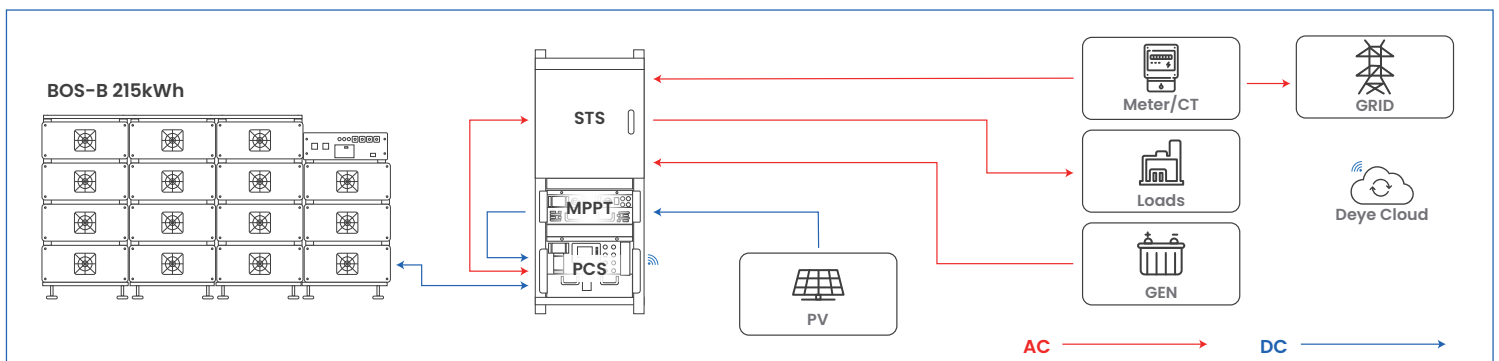 BOS-B 215kWh
STS
MPPT
PCS
PV
Meter/CT
GRID
Loads
Deye Cloud
GEN
AC
DC